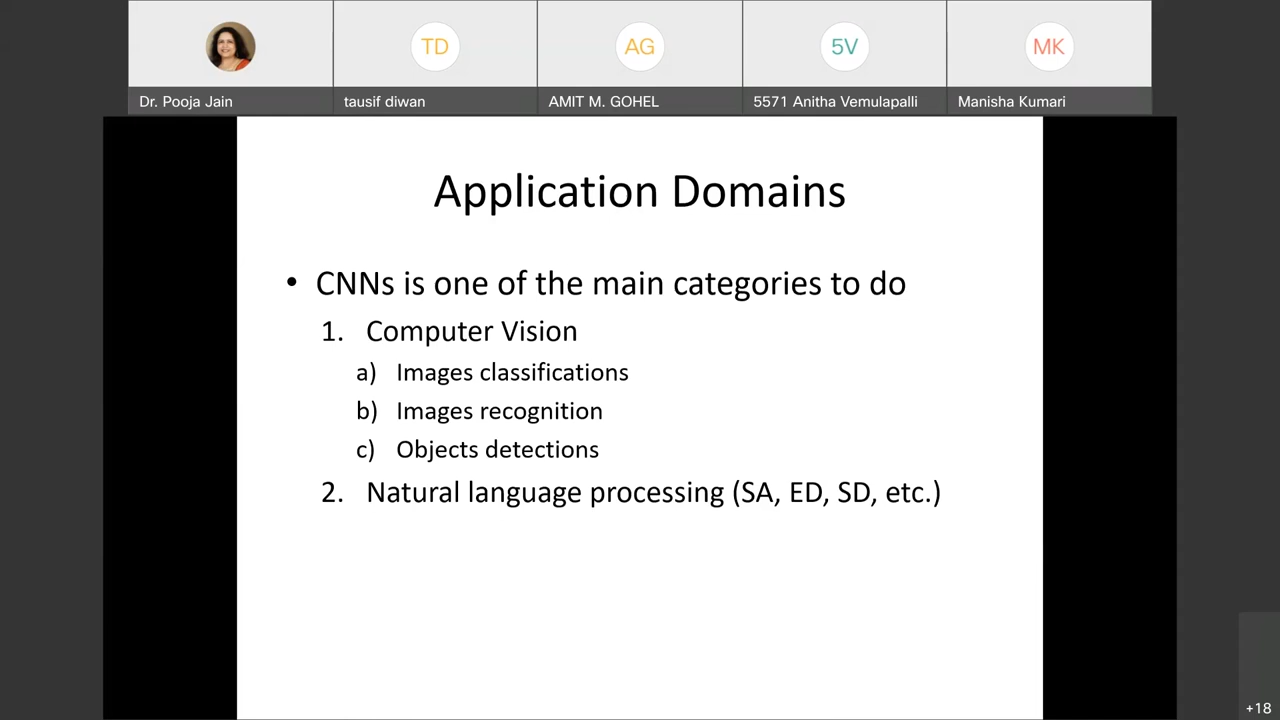 TD
AG
5V
MK
Dr. Pooja Jain
tausif diwan
AMIT M. GOHEL
5571 Anitha Vemulapalli
Manisha Kumari
Application Domains
• CNNs is one of the main categories to do
1. Computer Vision
a) Images classifications
b) Images recognition
c) Objects detections
2. Natural language processing (SA, ED, SD, etc.)
+18